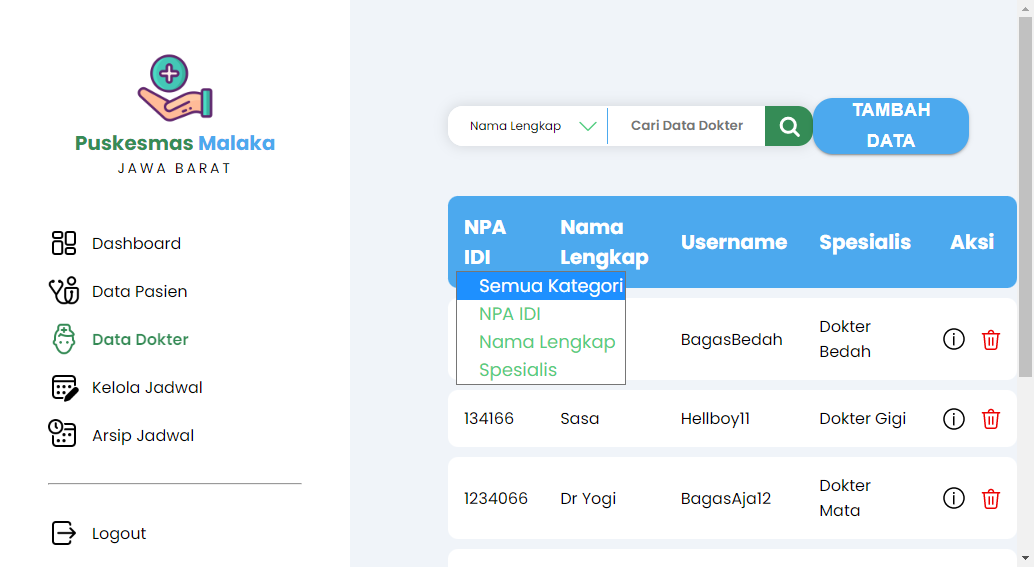 Puskesmas Malaka
JAWA BARAT
Dashboard
Data Pasien
Data Dokter
Kelola Jadwal
Arsip Jadwal
Logout
Nama Lengkap
Cari Data Dokter
TAMBAH
DATA
NPA
IDI
Nama
Lengkap
Username
Spesialis
Aksi
Semua Kategori
NPA IDI
Nama Lengkap
Spesialis
BagasBedah
Dokter
Bedah
134166
Sasa
Hellboy11
Dokter Gigi
1234066
Dr Yogi
BagasAja12
Dokter
Mata